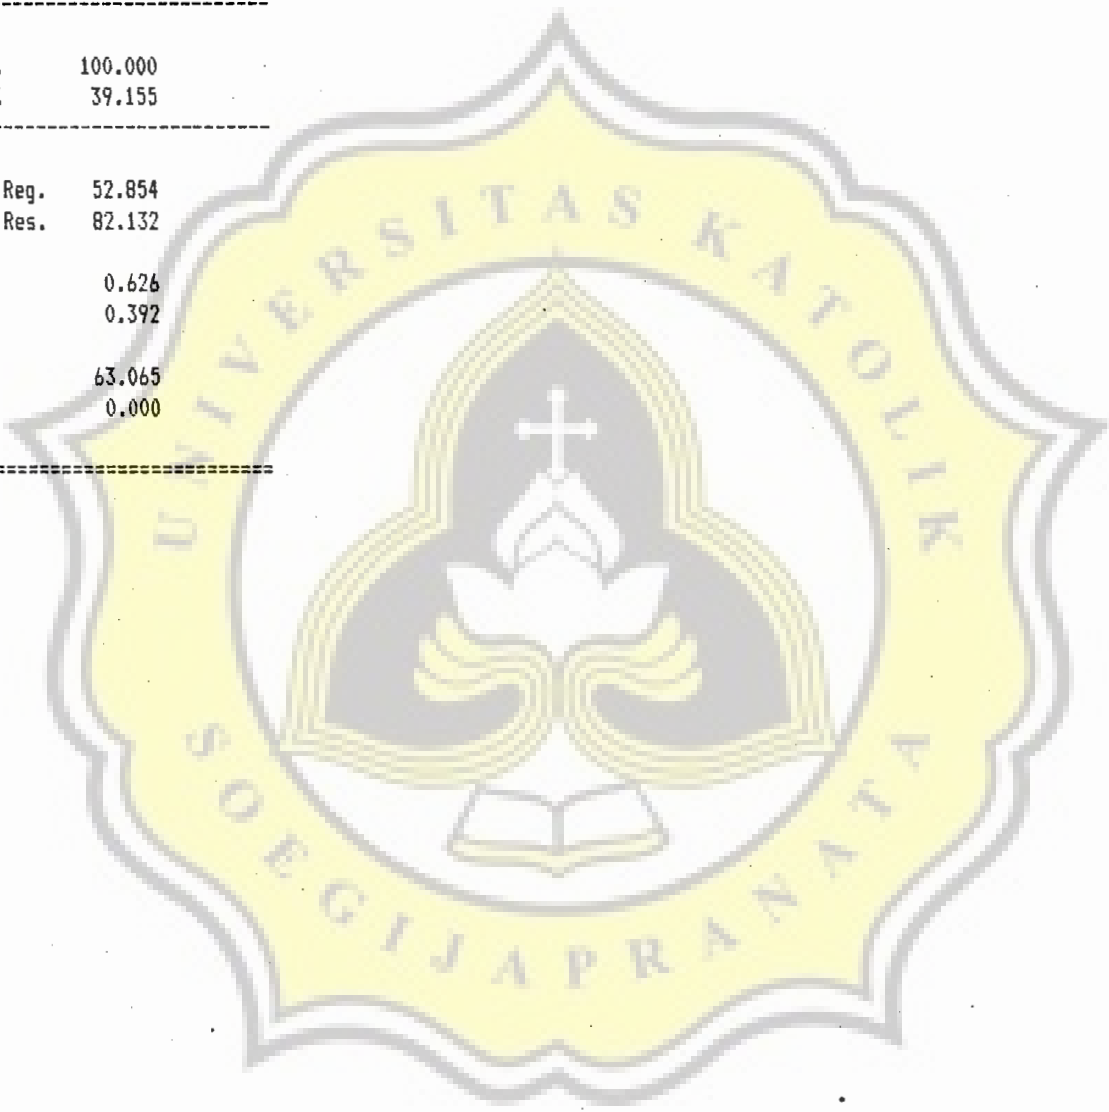 100.000
39.155
Reg. 52.854
Res. 82.132
0.626
0.392
63.065
0.000
UNIVERSITAS KATOLIK
SOEGIJAPRANATA